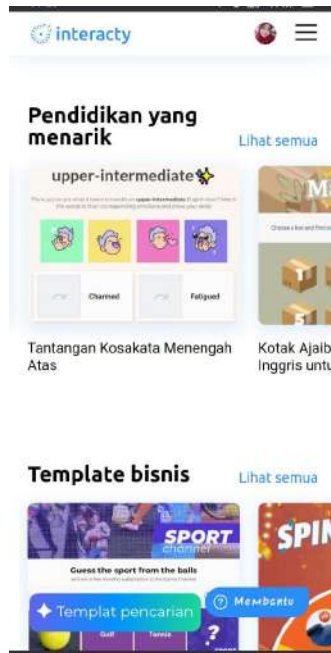 interacty
Pendidikan yang
menarik
Lihat semua
upper-intermediate
Charmed
Fatigued
Tantangan Kosakata Menengah
Atas
Kotak Ajaib
Inggris untu
Template bisnis
Lihat semua
SPORT
channel
Guess the sport from the balls
SPIN
Templat pencarian
Membantu
Golf
Tennis
?